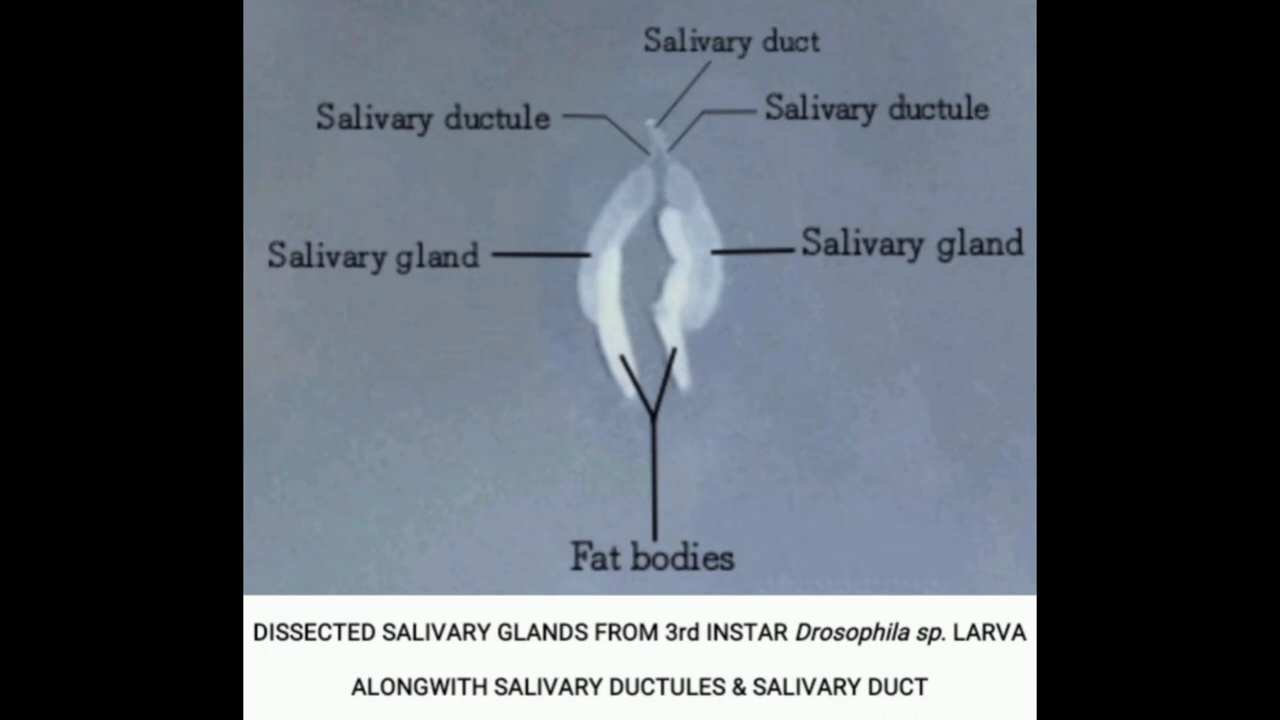 Salivary duct
Salivary ductule
Salivary ductule
Salivary gland
Salivary gland
Fat bodies
DISSECTED SALIVARY GLANDS FROM 3rd INSTAR Drosophila sp. LARVA
ALONGWITH SALIVARY DUCTULES & SALIVARY DUCT